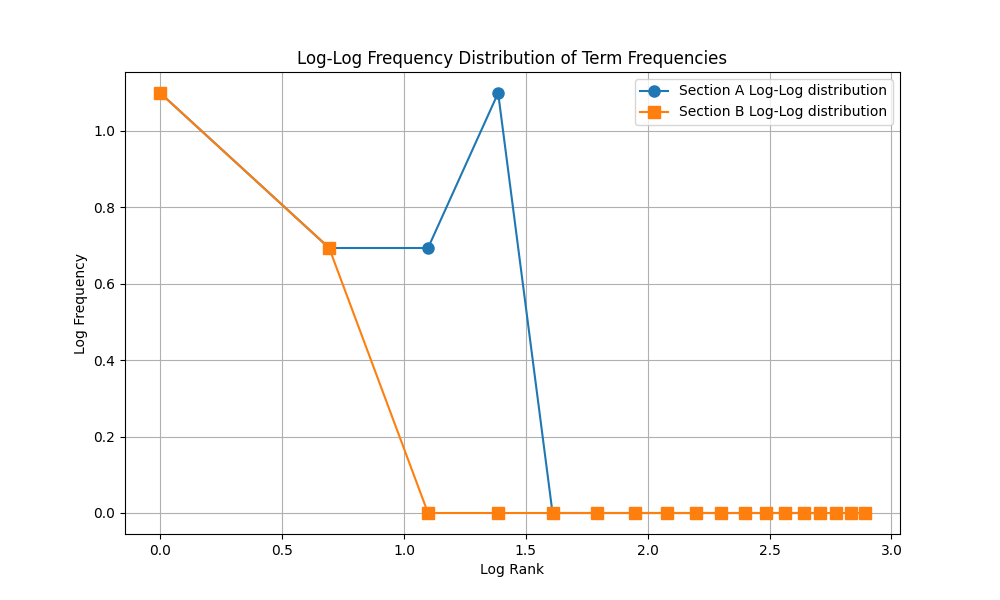 Log-Log Frequency Distribution of Term Frequencies
Section A Log-Log distribution
Section B Log-Log distribution
Log Frequency
1.0
0.8
0.6
0.4
0.2
0.0
0.0 0.5 1.0 1.5 2.0 2.5 3.0
Log Rank